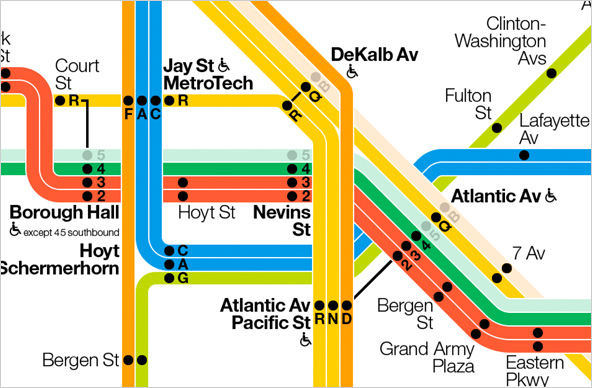 Clinton-
Washington
Avs
A
k
St
Court
St
R
Jay St
MetroTech
DeKalb Av
B
Q
R
F A C R
Fulton
St
Lafayette
Av
5
4
3
2
5
4
3
2
Borough Hall
except 4 5 southbound
Hoyt St
Nevins
St
Atlantic Av
B
Q
5
4
3
2
Hoyt
Schermerhorn
C
A
G
7 Av
Atlantic Av
Pacific St
R N D
Bergen
St
Grand Army
Plaza
Eastern
Pkwy
Bergen St